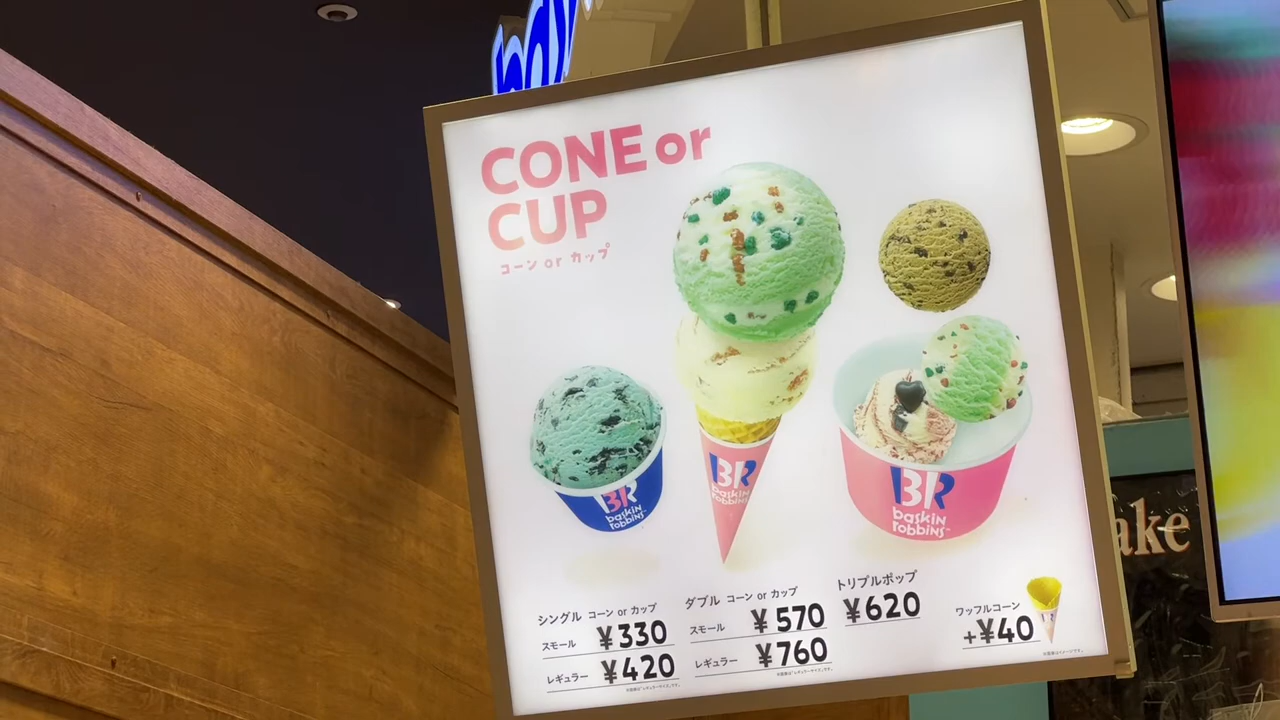 CONE or
CUP
コーン or カップ
BR
baskin
robbins
BR
baskin
robbins
BR
baskin
robbins
シングル コーン or カップ
スモール ¥330
レギュラー ¥420
ダブル コーン or カップ
スモール ¥570
レギュラー ¥760
トリプルポップ
¥620
ワッフルコーン
+¥40
ake